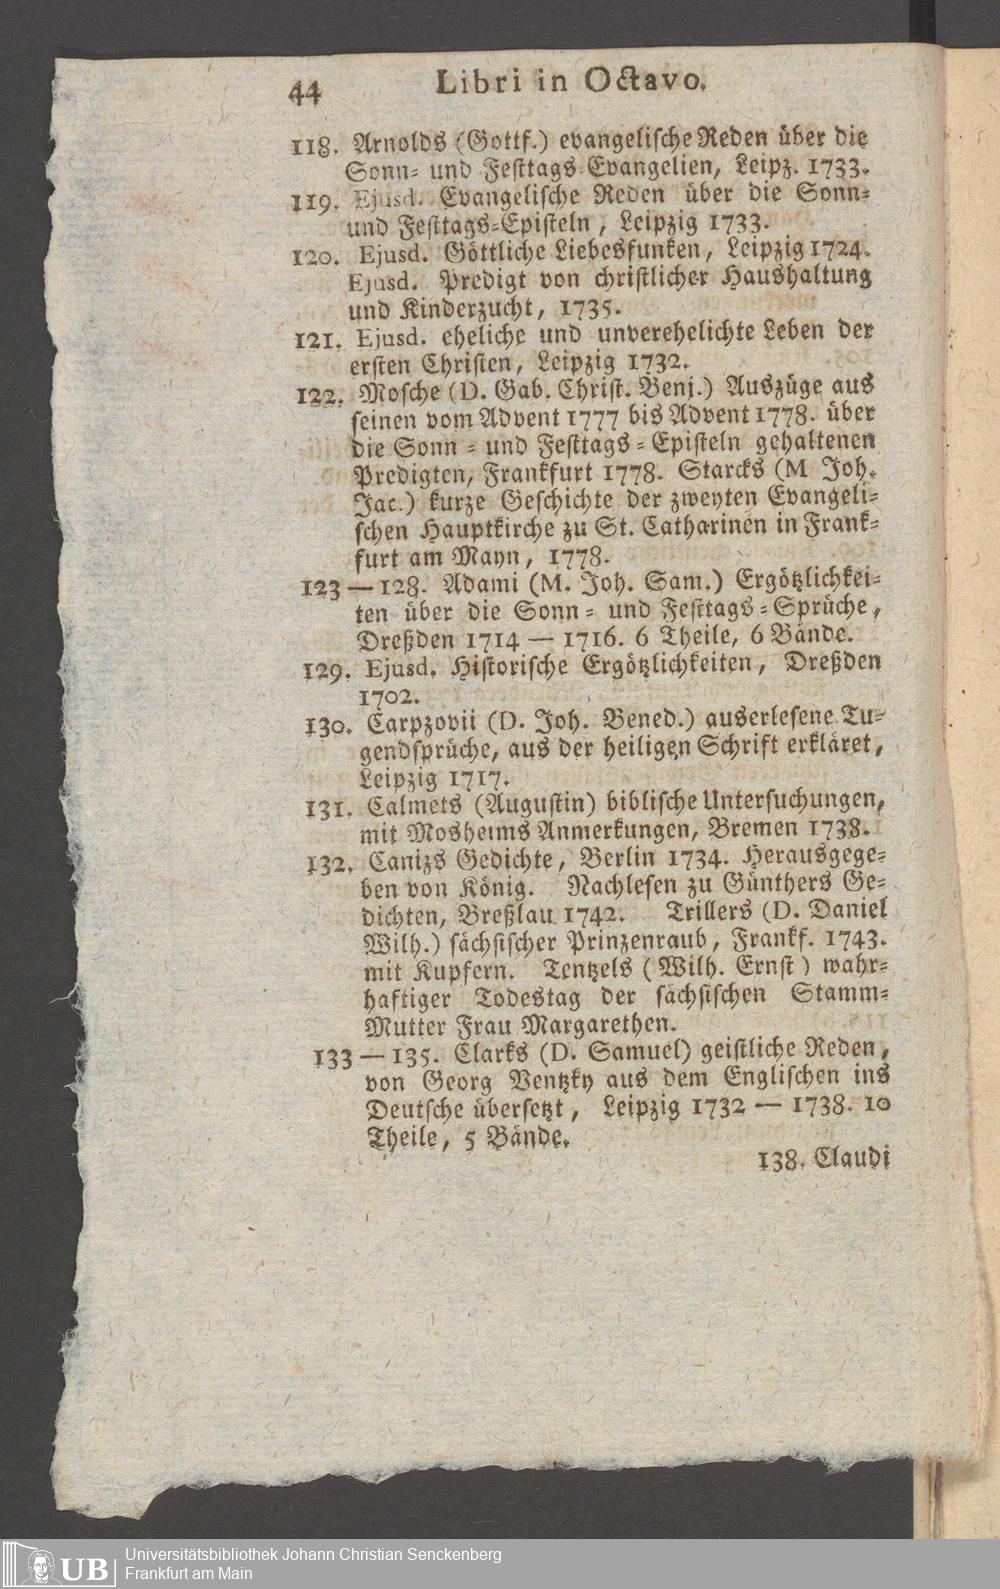 44 Libri in Octavo.
118. Arnolds (Gottf.) evangelische Reden über die
Sonn- und Festtags Evangelien, Leipz. 1733.
119. Ejusd. Evangelische Reden über die Sonn-
und Festtags-Episteln, Leipzig 1733.
120. Ejusd. Göttliche Liebesfunken, Leipzig 1724.
Ejusd. Predigt von christlicher Haushaltung
und Kinderzucht, 1735.
121. Ejusd. eheliche und unverehelichte Leben der
ersten Christen, Leipzig 1732.
122. Mosche (D. Gab. Christ. Benj.) Auszüge aus
seinen vom Advent 1777 bis Advent 1778. über
die Sonn- und Festtags-Episteln gehaltenen
Predigten, Frankfurt 1778. Starcks (M Joh.
Jac.) kurze Geschichte der zweyten Evangeli-
schen Hauptkirche zu St. Catharinen in Frank-
furt am Mayn, 1778.
123 — 128. Adami (M. Joh. Sam.) Ergötzlichkei-
ten über die Sonn- und Festtags-Sprüche,
Dreßden 1714 — 1716. 6 Theile, 6 Bände.
129. Ejusd. Historische Ergötzlichkeiten, Dreßden
1702.
130. Carpzovii (D. Joh. Bened.) auserlesene Tu-
gendsprüche, aus der heiligen Schrift erkläret,
Leipzig 1717.
131. Calmets (Augustin) biblische Untersuchungen,
mit Mosheims Anmerkungen, Bremen 1738.
132. Canizs Gedichte, Berlin 1734. Herausgege-
ben von König. Nachlesen zu Günthers Ge-
dichten, Breßlau 1742. Trillers (D. Daniel
Wilh.) sächsischer Prinzenraub, Frankf. 1743.
mit Kupfern. Tentzels (Wilh. Ernst) wahr-
haftiger Todestag der sächsischen Stamm-
Mutter Frau Margarethen.
133 — 135. Clarks (D. Samuel) geistliche Reden,
von Georg Ventzky aus dem Englischen ins
Deutsche übersetzt, Leipzig 1732 — 1738. 10
Theile, 5 Bände.
138. Claudi
UB Universitätsbibliothek Johann Christian Senckenberg
Frankfurt am Main